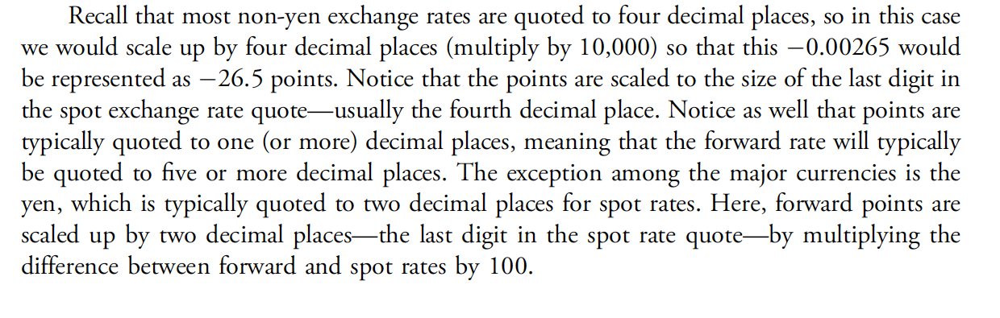 Recall that most non-yen exchange rates are quoted to four decimal places, so in this case
we would scale up by four decimal places (multiply by 10,000) so that this −0.00265 would
be represented as −26.5 points. Notice that the points are scaled to the size of the last digit in
the spot exchange rate quote—usually the fourth decimal place. Notice as well that points are
typically quoted to one (or more) decimal places, meaning that the forward rate will typically
be quoted to five or more decimal places. The exception among the major currencies is the
yen, which is typically quoted to two decimal places for spot rates. Here, forward points are
scaled up by two decimal places—the last digit in the spot rate quote—by multiplying the
difference between forward and spot rates by 100.